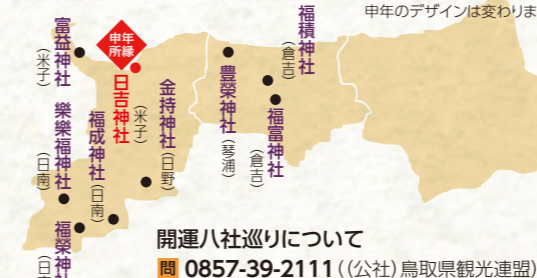 申年のデザインは変わりま
福積神社
(倉吉)
富益神社
(米子)
申年
所縁
日吉神社
(米子)
金持神社
(日野)
豊榮神社
(琴浦)
福富神社
(倉吉)
福成神社
(日南)
樂樂福神社
(日南)
福榮神社
開運八社巡りについて
問 0857-39-2111((公社)鳥取県観光連盟)